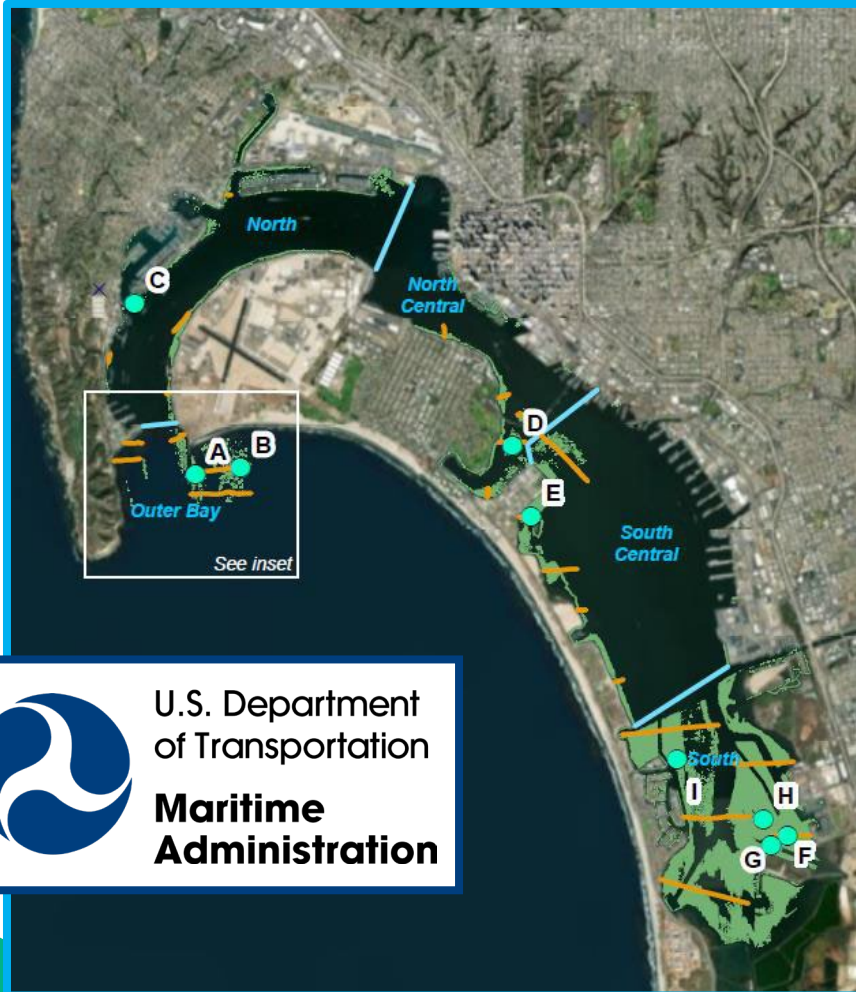 North
C
North
Central
D
A
B
E
Outer Bay
South
Central
See inset
U.S. Department
of Transportation
Maritime
Administration
South
I
H
G
F